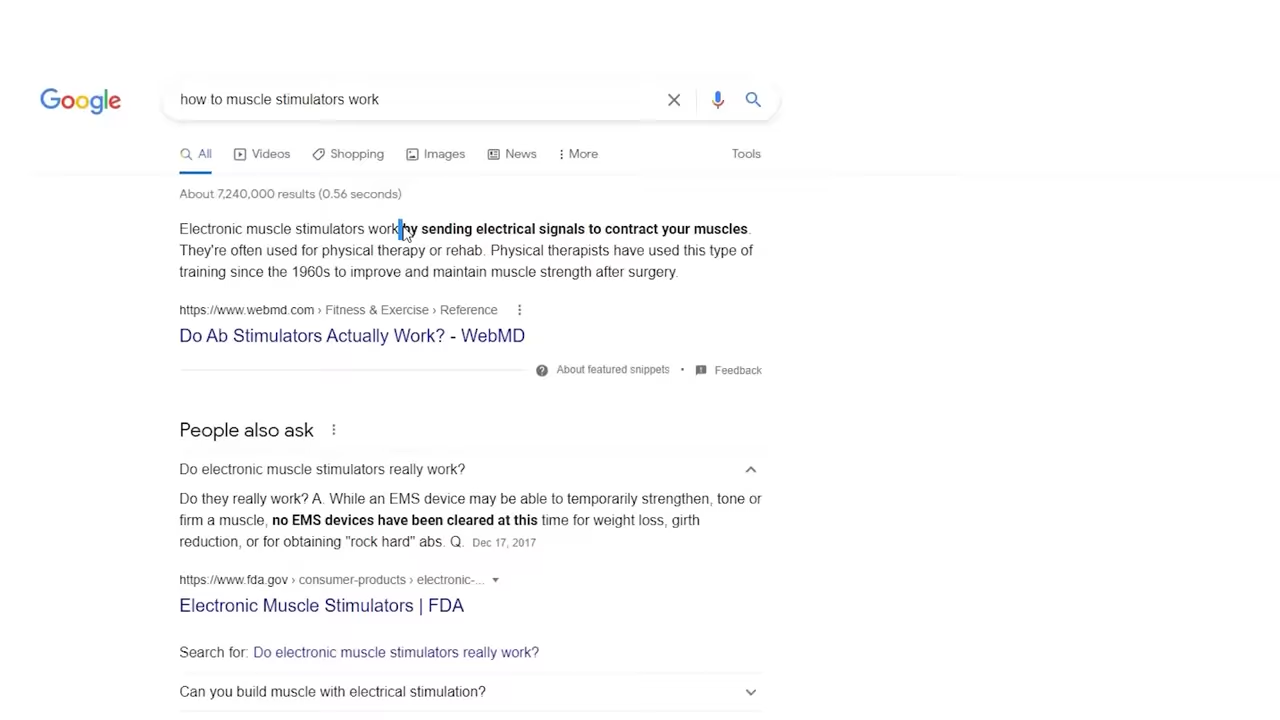 Google
how to muscle stimulators work
All Videos Shopping Images News More Tools
About 7,240,000 results (0.56 seconds)
Electronic muscle stimulators work by sending electrical signals to contract your muscles.
They're often used for physical therapy or rehab. Physical therapists have used this type of
training since the 1960s to improve and maintain muscle strength after surgery.
https://www.webmd.com › Fitness & Exercise › Reference
Do Ab Stimulators Actually Work? - WebMD
About featured snippets • Feedback
People also ask
Do electronic muscle stimulators really work?
Do they really work? A. While an EMS device may be able to temporarily strengthen, tone or
firm a muscle, no EMS devices have been cleared at this time for weight loss, girth
reduction, or for obtaining "rock hard" abs. Q. Dec 17, 2017
https://www.fda.gov › consumer-products › electronic-...
Electronic Muscle Stimulators | FDA
Search for: Do electronic muscle stimulators really work?
Can you build muscle with electrical stimulation?